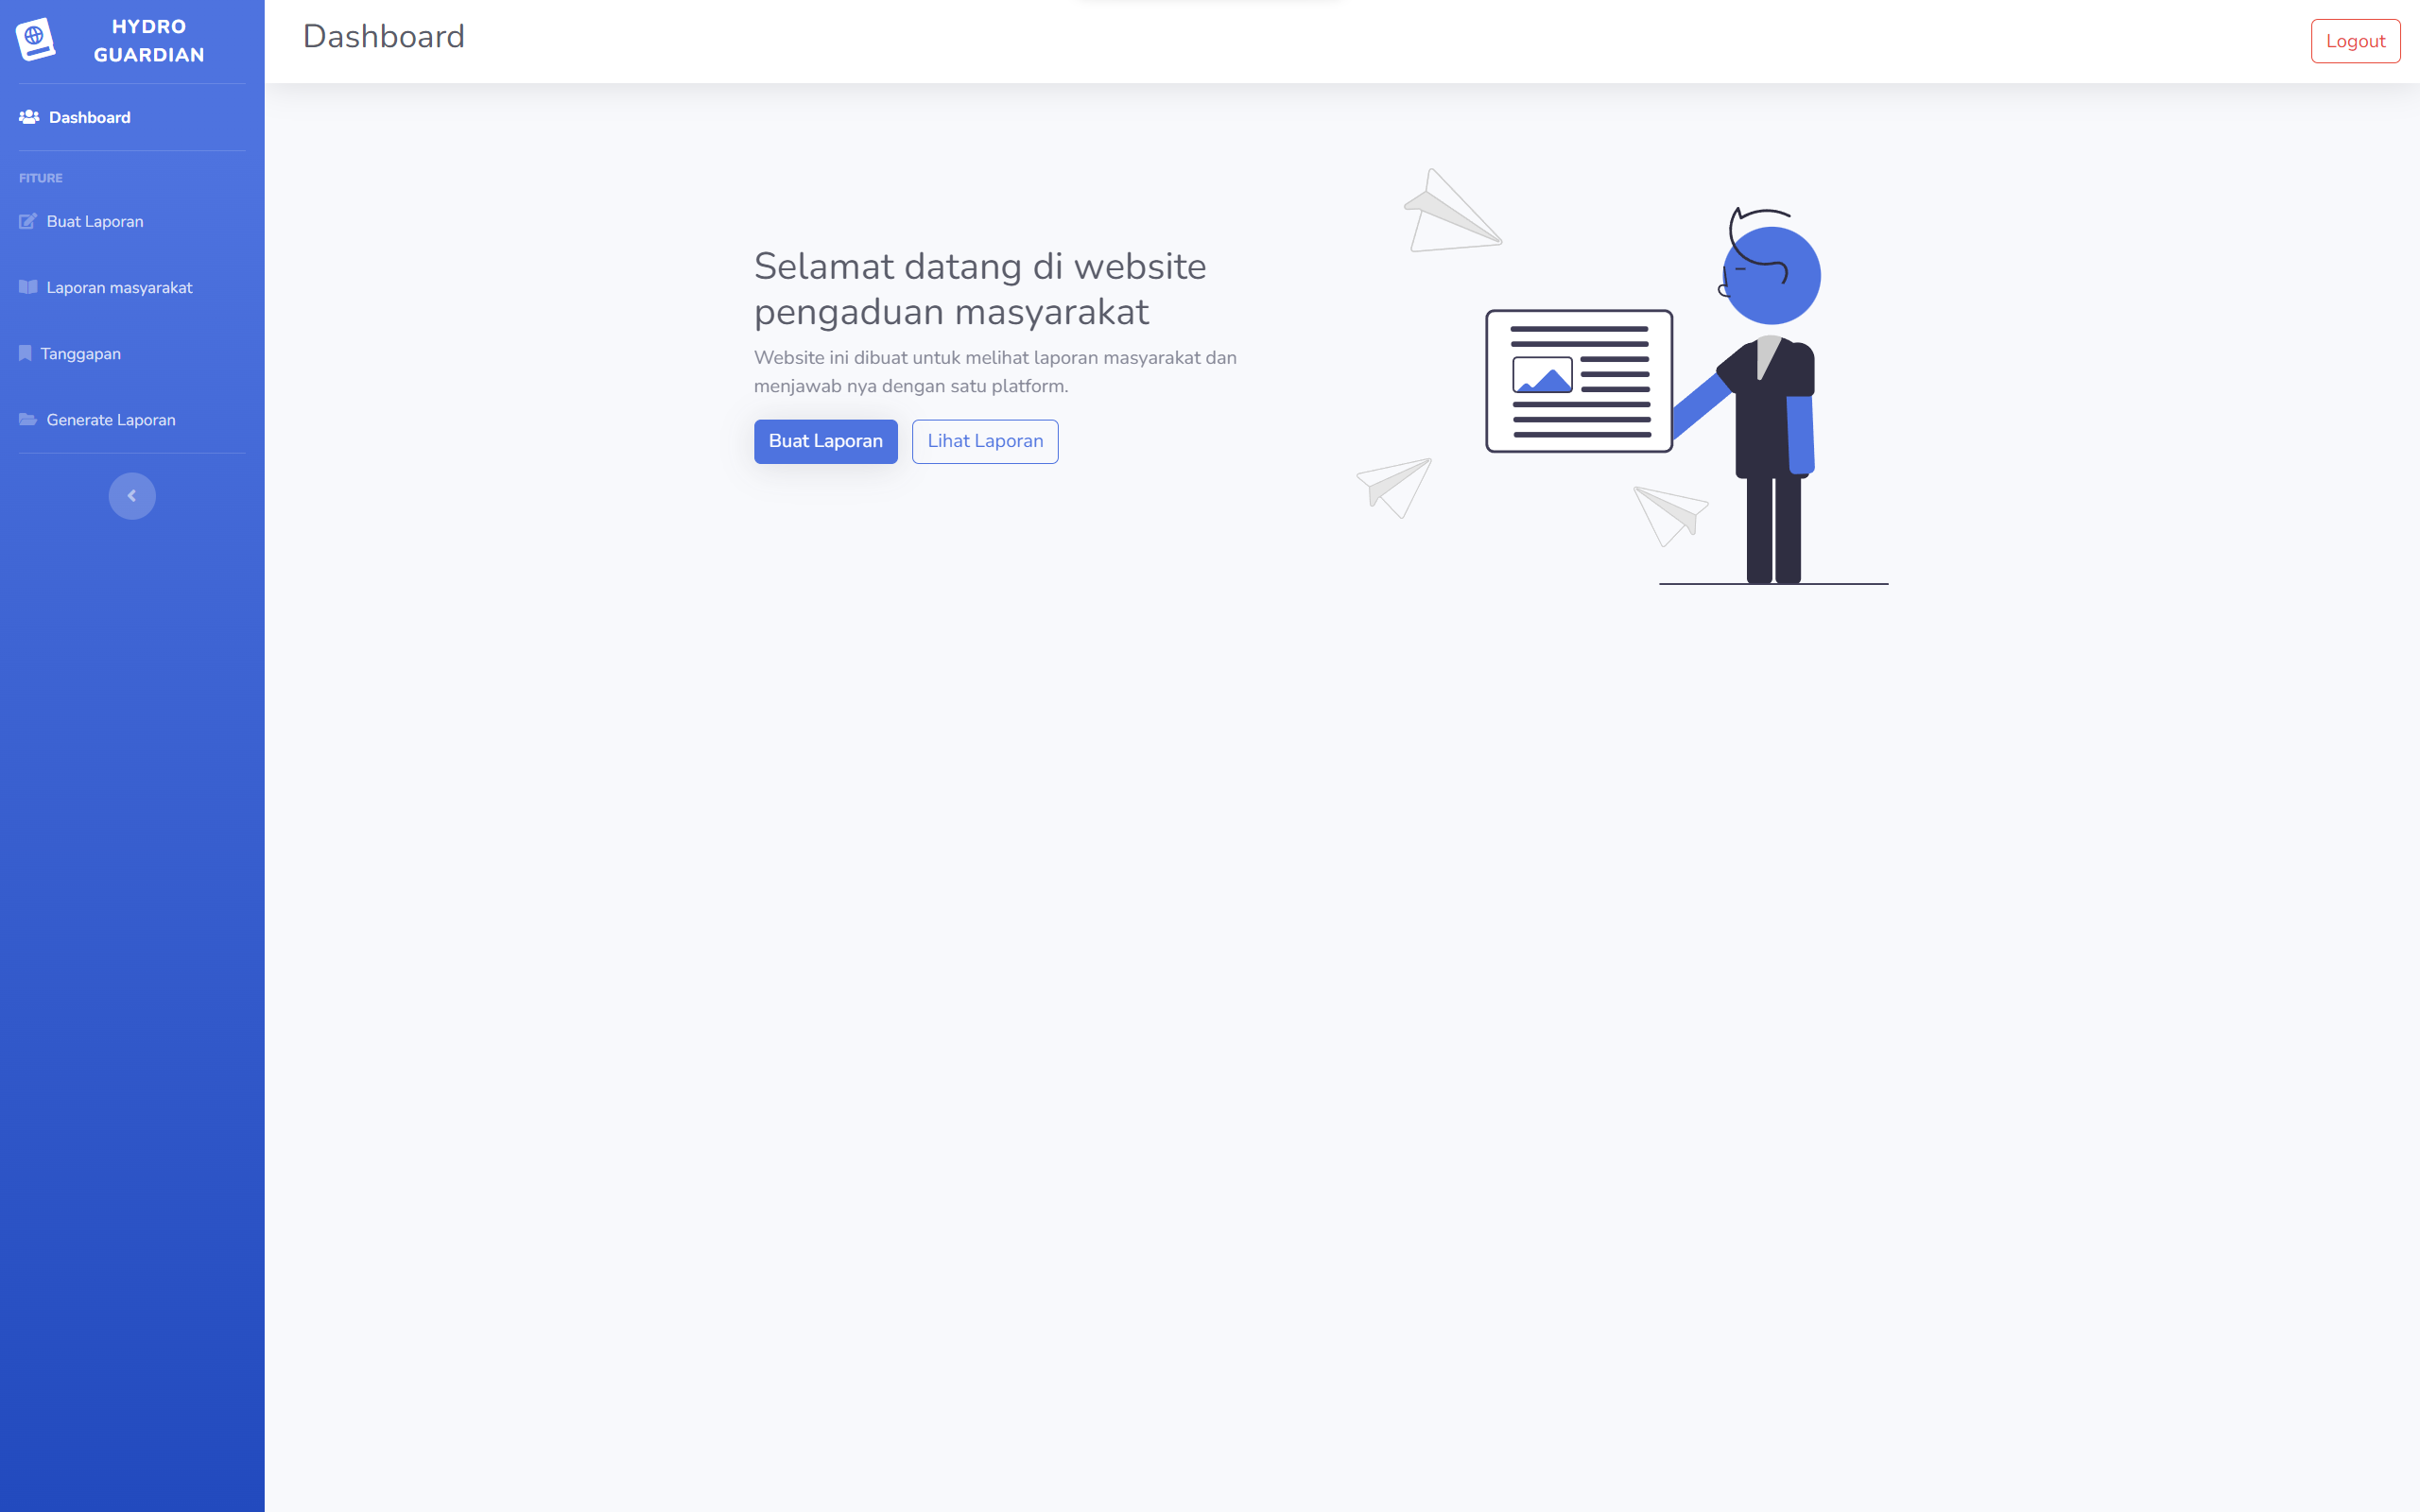 HYDRO
GUARDIAN
Dashboard
FITURE
Buat Laporan
Laporan masyarakat
Tanggapan
Generate Laporan
Dashboard
Logout
Selamat datang di website
pengaduan masyarakat
Website ini dibuat untuk melihat laporan masyarakat dan
menjawab nya dengan satu platform.
Buat Laporan
Lihat Laporan